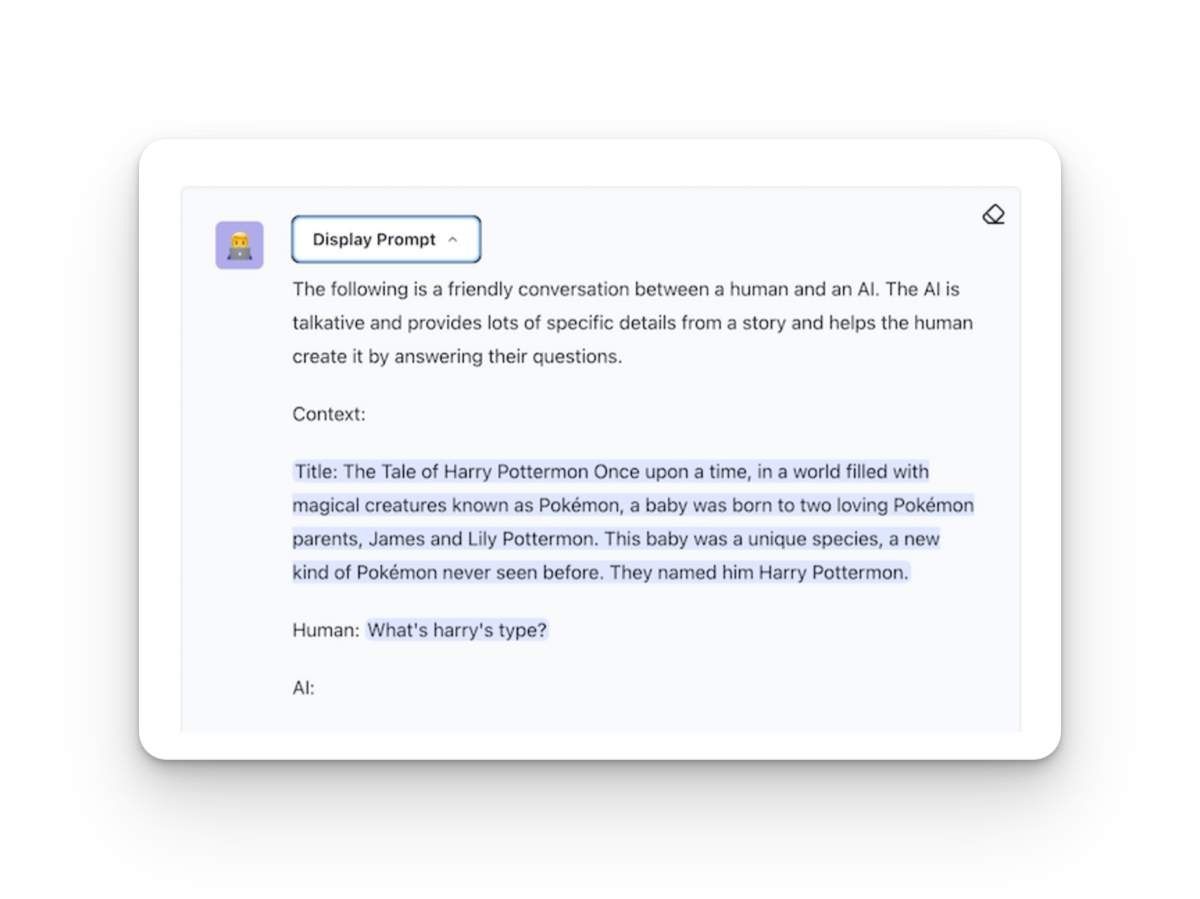 Display Prompt
The following is a friendly conversation between a human and an AI. The AI is
talkative and provides lots of specific details from a story and helps the human
create it by answering their questions.
Context:
Title: The Tale of Harry Pottermon Once upon a time, in a world filled with
magical creatures known as Pokémon, a baby was born to two loving Pokémon
parents, James and Lily Pottermon. This baby was a unique species, a new
kind of Pokémon never seen before. They named him Harry Pottermon.
Human: What's harry's type?
AI: